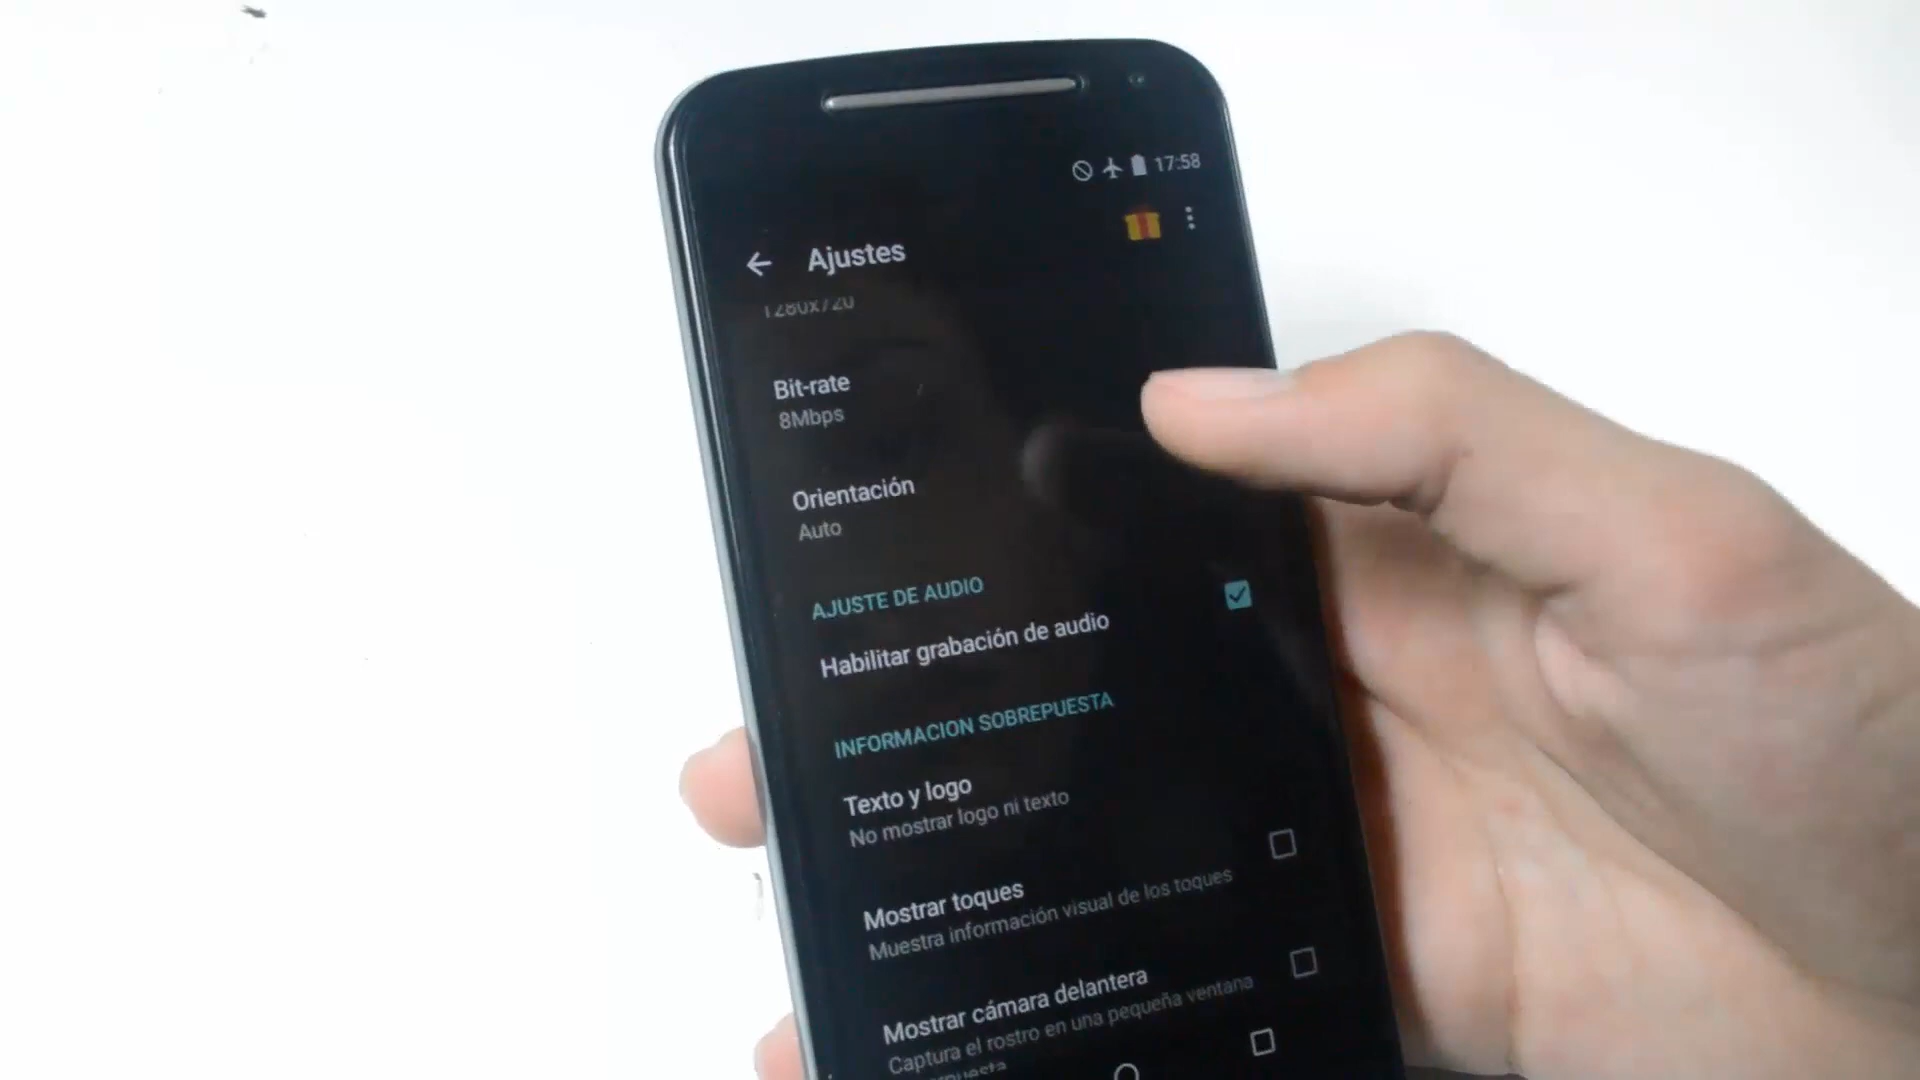 17:58
Ajustes
1280x720
Bit-rate
8Mbps
Orientación
Auto
AJUSTE DE AUDIO
Habilitar grabación de audio
INFORMACION SOBREPUESTA
Texto y logo
No mostrar logo ni texto
Mostrar toques
Muestra información visual de los toques
Mostrar cámara delantera
Captura el rostro en una pequeña ventana